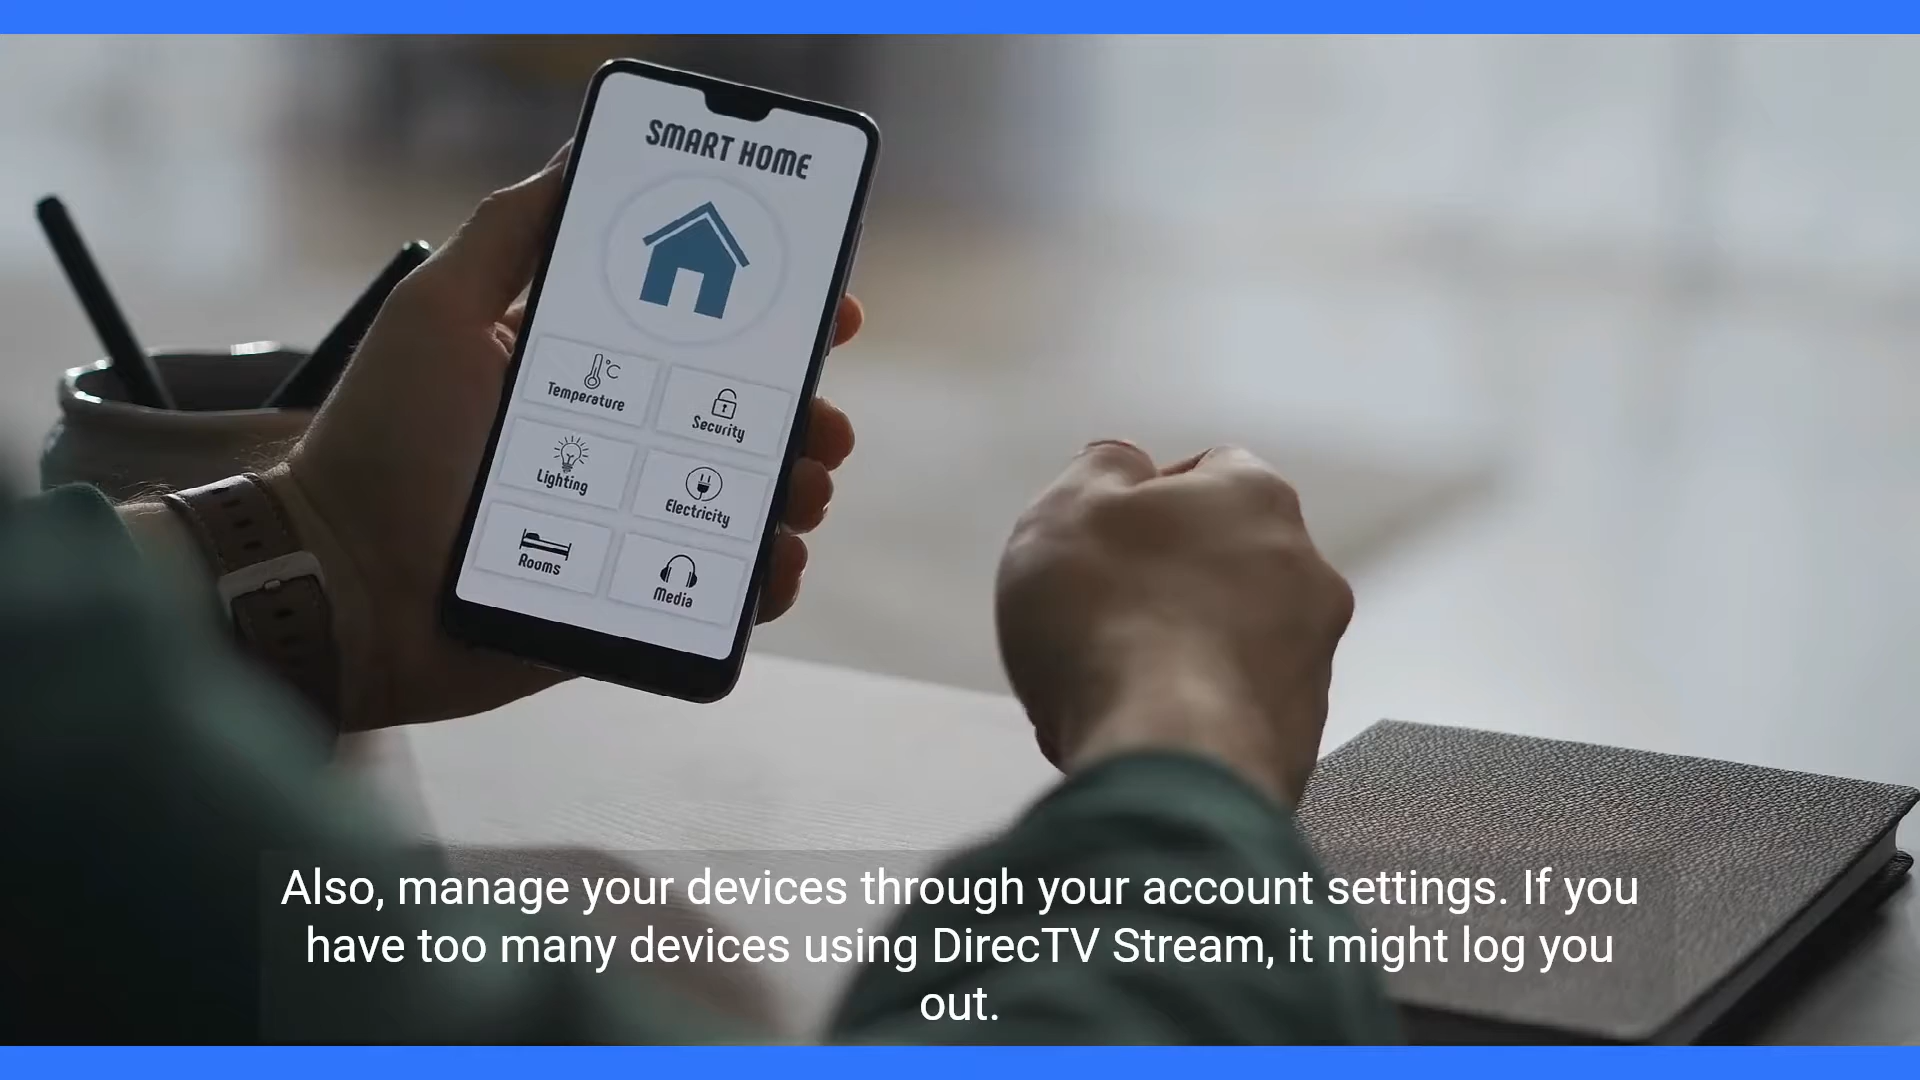 SMART HOME
°C
Temperature
Security
Lighting
Electricity
Rooms
Media
Also, manage your devices through your account settings. If you
have too many devices using DirecTV Stream, it might log you
out.